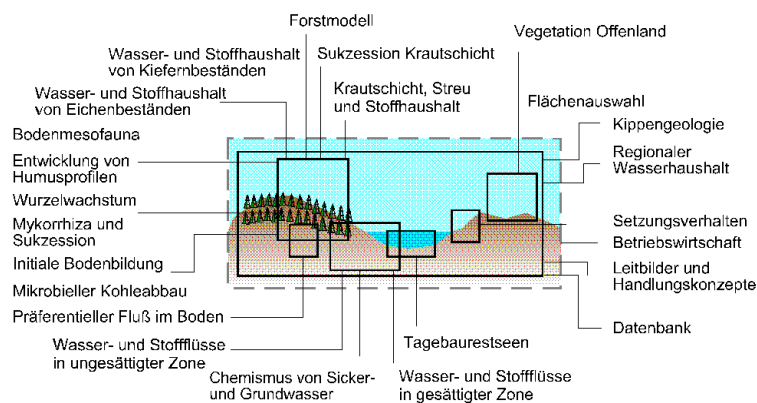 Forstmodell
Vegetation Offenland
Wasser- und Stoffhaushalt
von Kiefernbeständen
Sukzession Krautschicht
Wasser- und Stoffhaushalt
von Eichenbeständen
Krautschicht, Streu
und Stoffhaushalt
Flächenauswahl
Bodenmesofauna
Entwicklung von
Humusprofilen
Wurzelwachstum
Mykorrhiza und
Sukzession
Initiale Bodenbildung
Mikrobieller Kohleabbau
Präferentieller Fluß im Boden
Kippengeologie
Regionaler
Wasserhaushalt
Setzungsverhalten
Betriebswirtschaft
Leitbilder und
Handlungskonzepte
Datenbank
Wasser- und Stoffflüsse
in ungesättigter Zone
Chemismus von Sicker-
und Grundwasser
Tagebaurestseen
Wasser- und Stoffflüsse
in gesättigter Zone